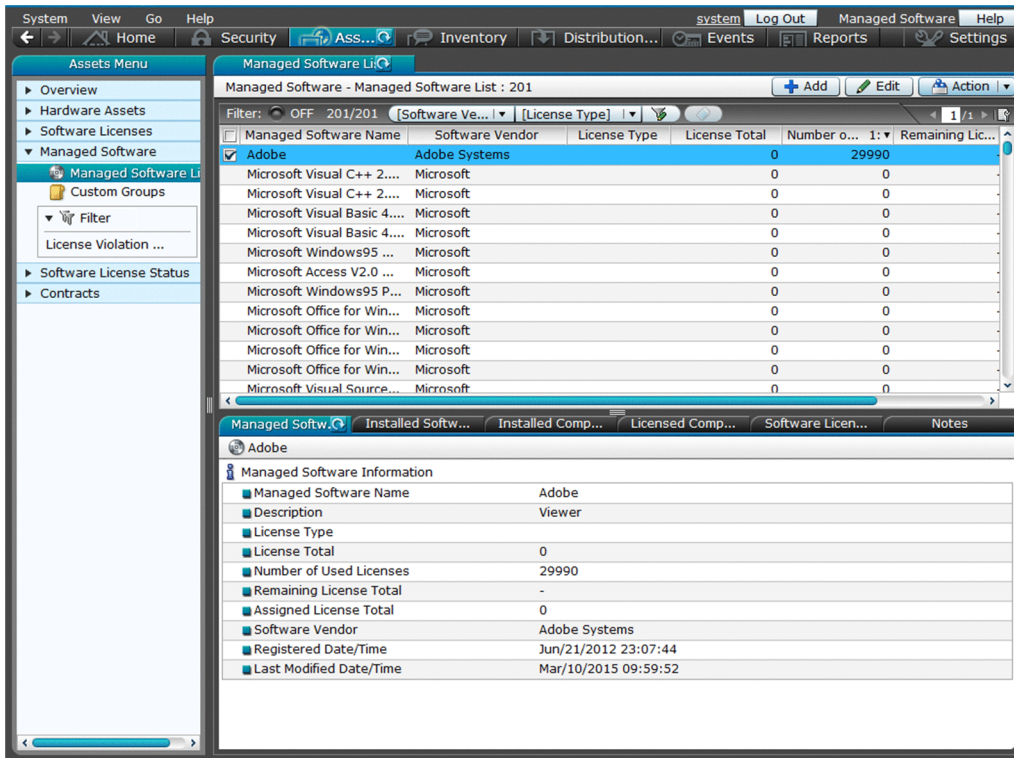 System View Go Help system Log Out Managed Software Help
Home Security Ass... Inventory Distribution... Events Reports Settings
Assets Menu
Overview
Hardware Assets
Software Licenses
Managed Software
Managed Software Li
Custom Groups
Filter
License Violation ...
Software License Status
Contracts
Managed Software Li
Managed Software - Managed Software List : 201 Add Edit Action
Filter: OFF 201/201 [Software Ve... [License Type] 1/1
Managed Software Name Software Vendor License Type License Total Number o... 1: Remaining Lic...
Adobe Adobe Systems 0 29990 -
Microsoft Visual C++ 2.... Microsoft 0 0 -
Microsoft Visual C++ 2.... Microsoft 0 0 -
Microsoft Visual Basic 4.... Microsoft 0 0 -
Microsoft Visual Basic 4.... Microsoft 0 0 -
Microsoft Windows95 ... Microsoft 0 0 -
Microsoft Access V2.0 ... Microsoft 0 0 -
Microsoft Windows95 P... Microsoft 0 0 -
Microsoft Office for Win... Microsoft 0 0 -
Microsoft Office for Win... Microsoft 0 0 -
Microsoft Office for Win... Microsoft 0 0 -
Microsoft Office for Win... Microsoft 0 0 -
Microsoft Visual Source... Microsoft 0 0 -
Managed Softw. Installed Softw... Installed Comp... Licensed Comp... Software Licen... Notes
Adobe
Managed Software Information
Managed Software Name Adobe
Description Viewer
License Type
License Total 0
Number of Used Licenses 29990
Remaining License Total -
Assigned License Total 0
Software Vendor Adobe Systems
Registered Date/Time Jun/21/2012 23:07:44
Last Modified Date/Time Mar/10/2015 09:59:52